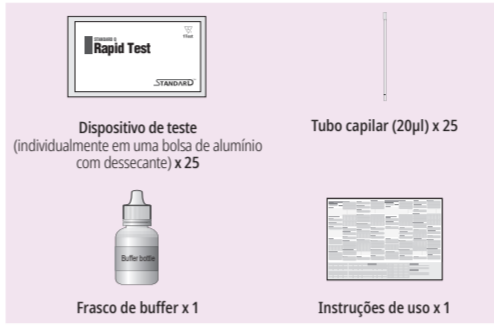 STANDARD Q
Rapid Test
1Test
STANDARD
Dispositivo de teste
(individualmente em uma bolsa de alumínio
com dessecante) x 25
Tubo capilar (20µl) x 25
Buffer bottle
Frasco de buffer x 1
Instruções de uso x 1